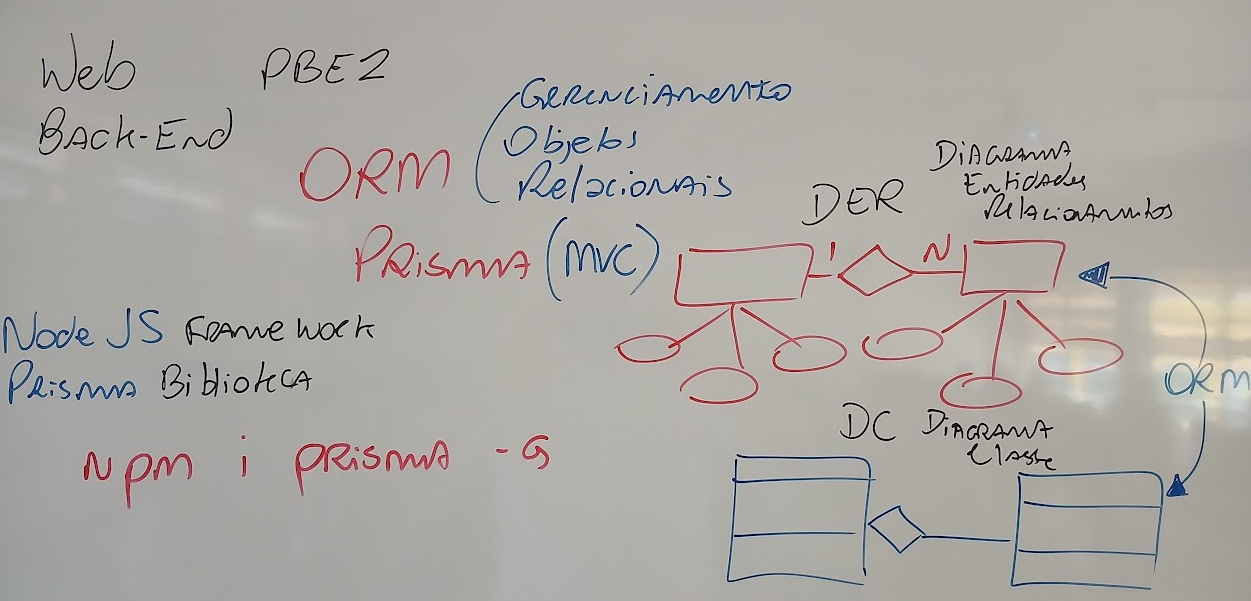 Web PBE2
BACK-END
ORM
GERENCIAMENTO
Objetos
Relacionais
PRISMA (MVC)
DER
DIAGRAMA
Entidades
Relacionamentos
1 N
Node JS FRAMEWORK
PRISMA Biblioteca
ORM
DC DIAGRAMA
Classe
npm i PRISMA -G